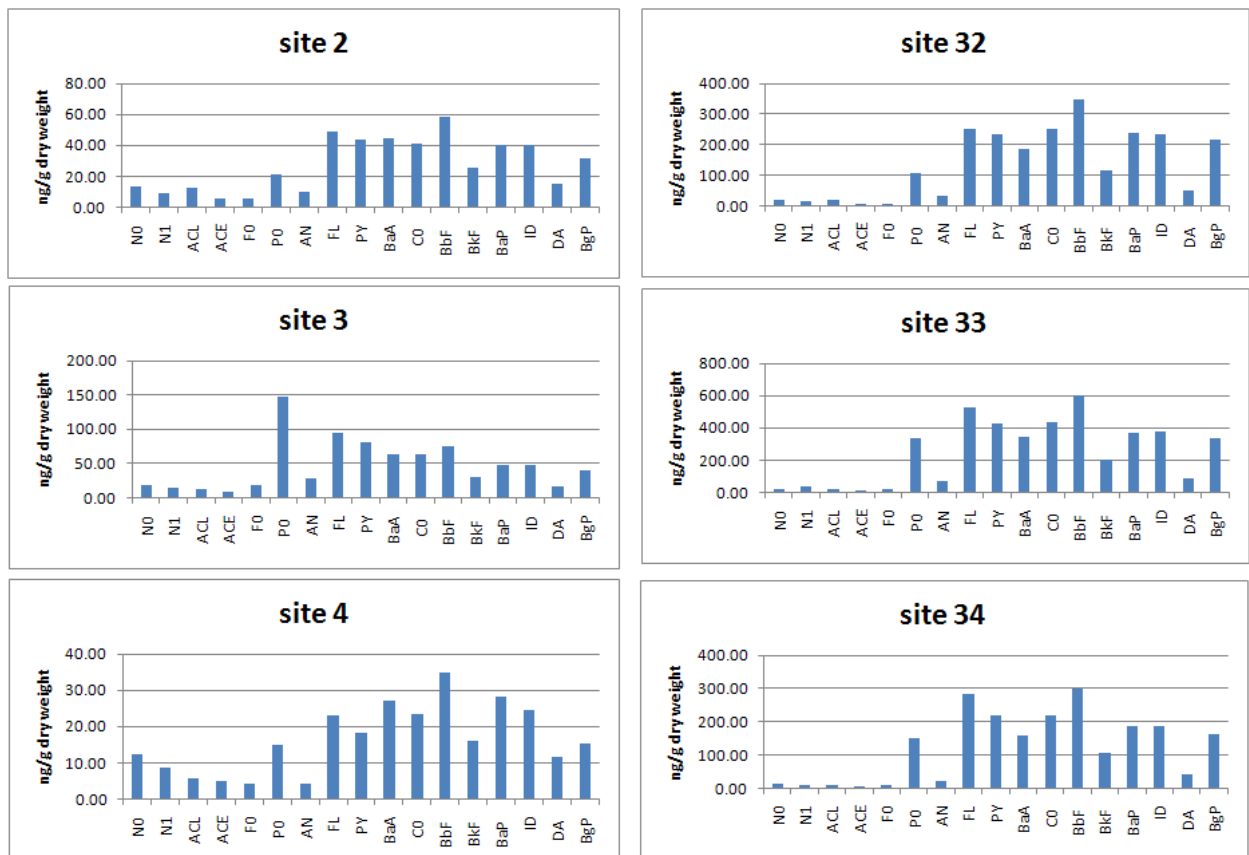 site 2
ng/g dry weight
80.00
60.00
40.00
20.00
0.00
N0 N1 ACL ACE F0 P0 AN FL PY BaA C0 BbF BkF BaP ID DA BgP
site 32
ng/g dry weight
400.00
300.00
200.00
100.00
0.00
N0 N1 ACL ACE F0 P0 AN FL PY BaA C0 BbF BkF BaP ID DA BgP
site 3
ng/g dry weight
200.00
150.00
100.00
50.00
0.00
N0 N1 ACL ACE F0 P0 AN FL PY BaA C0 BbF BkF BaP ID DA BgP
site 33
ng/g dry weight
800.00
600.00
400.00
200.00
0.00
N0 N1 ACL ACE F0 P0 AN FL PY BaA C0 BbF BkF BaP ID DA BgP
site 4
ng/g dry weight
40.00
30.00
20.00
10.00
0.00
N0 N1 ACL ACE F0 P0 AN FL PY BaA C0 BbF BkF BaP ID DA BgP
site 34
ng/g dry weight
400.00
300.00
200.00
100.00
0.00
N0 N1 ACL ACE F0 P0 AN FL PY BaA C0 BbF BkF BaP ID DA BgP